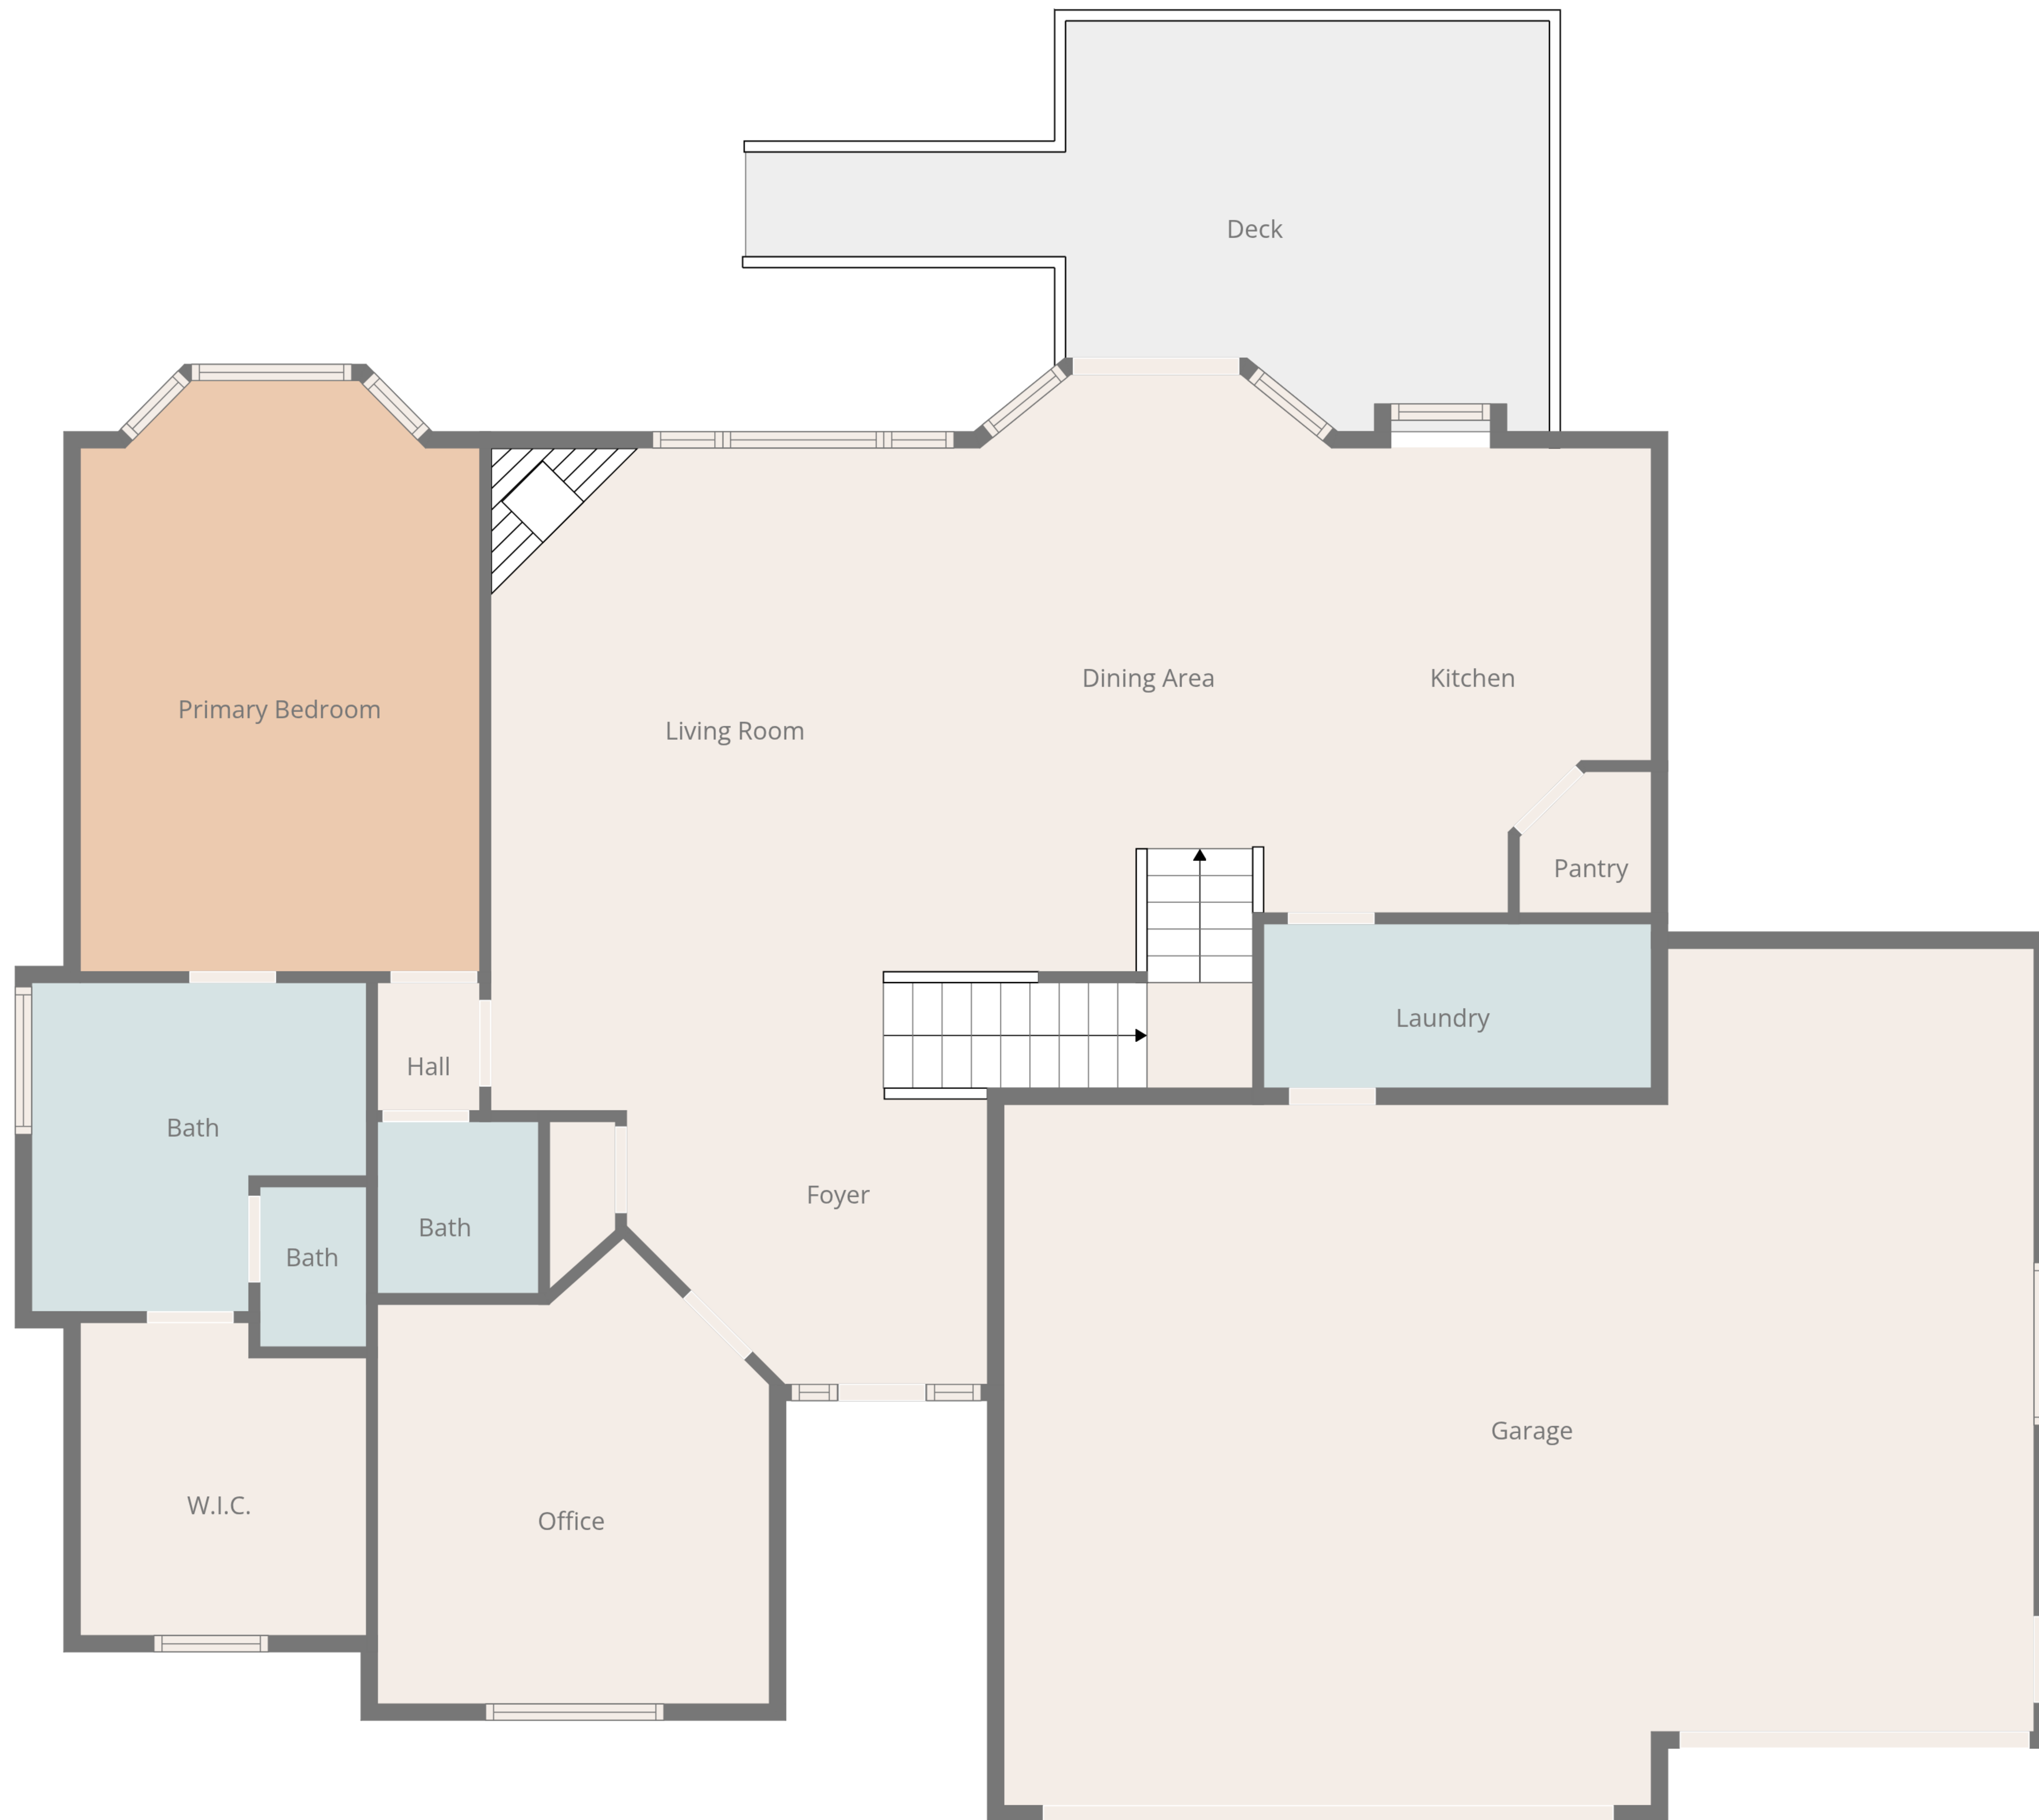 Deck
Dining Area
Kitchen
Primary Bedroom
Living Room
Pantry
Laundry
Hall
Bath
Foyer
Bath
Bath
Garage
W.I.C.
Office